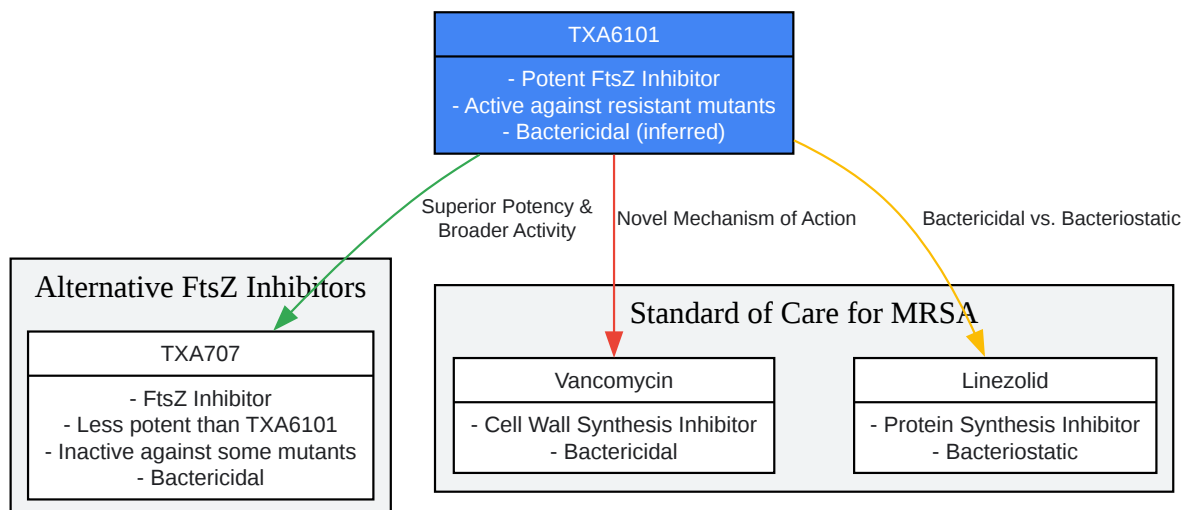 TXA6101
- Potent FtsZ Inhibitor
- Active against resistant mutants
- Bactericidal (inferred)
Superior Potency &
Broader Activity
Novel Mechanism of Action
Bactericidal vs. Bacteriostatic
Alternative FtsZ Inhibitors
TXA707
- FtsZ Inhibitor
- Less potent than TXA6101
- Inactive against some mutants
- Bactericidal
Standard of Care for MRSA
Vancomycin
- Cell Wall Synthesis Inhibitor
- Bactericidal
Linezolid
- Protein Synthesis Inhibitor
- Bacteriostatic